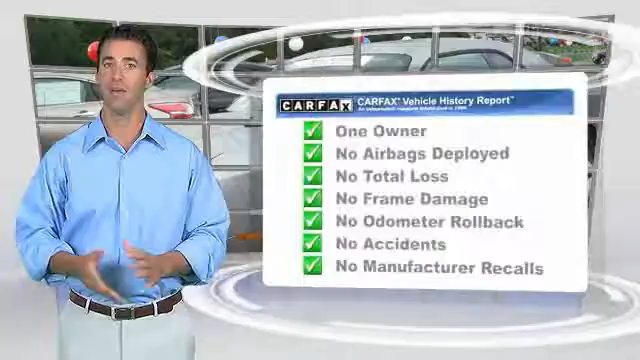 CARFAX CARFAX Vehicle History Report™
One Owner
No Airbags Deployed
No Total Loss
No Frame Damage
No Odometer Rollback
No Accidents
No Manufacturer Recalls